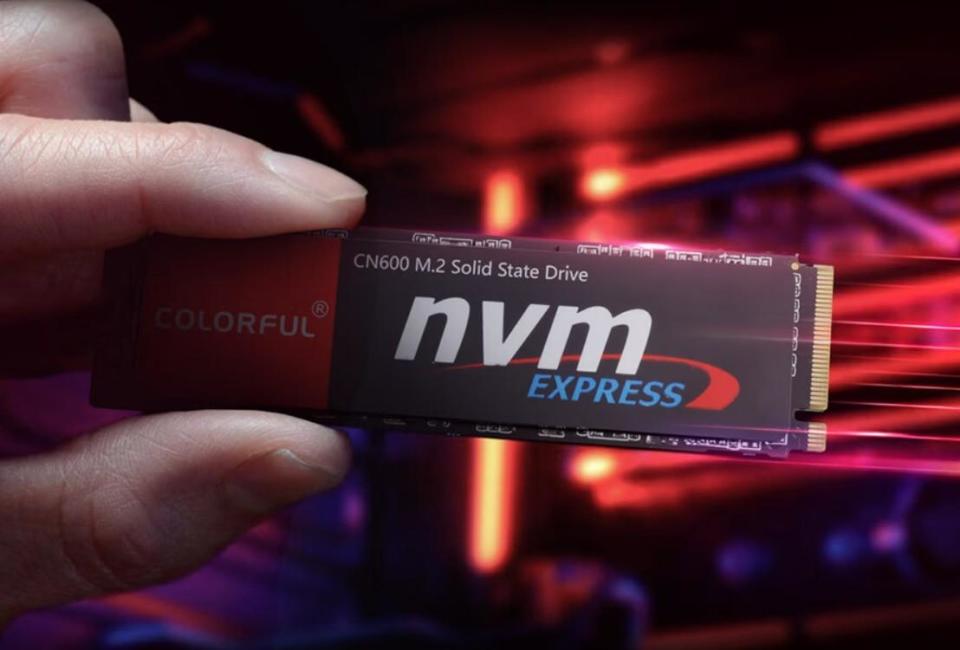 CN600 M.2 Solid State Drive
COLORFUL®
nvm
EXPRESS